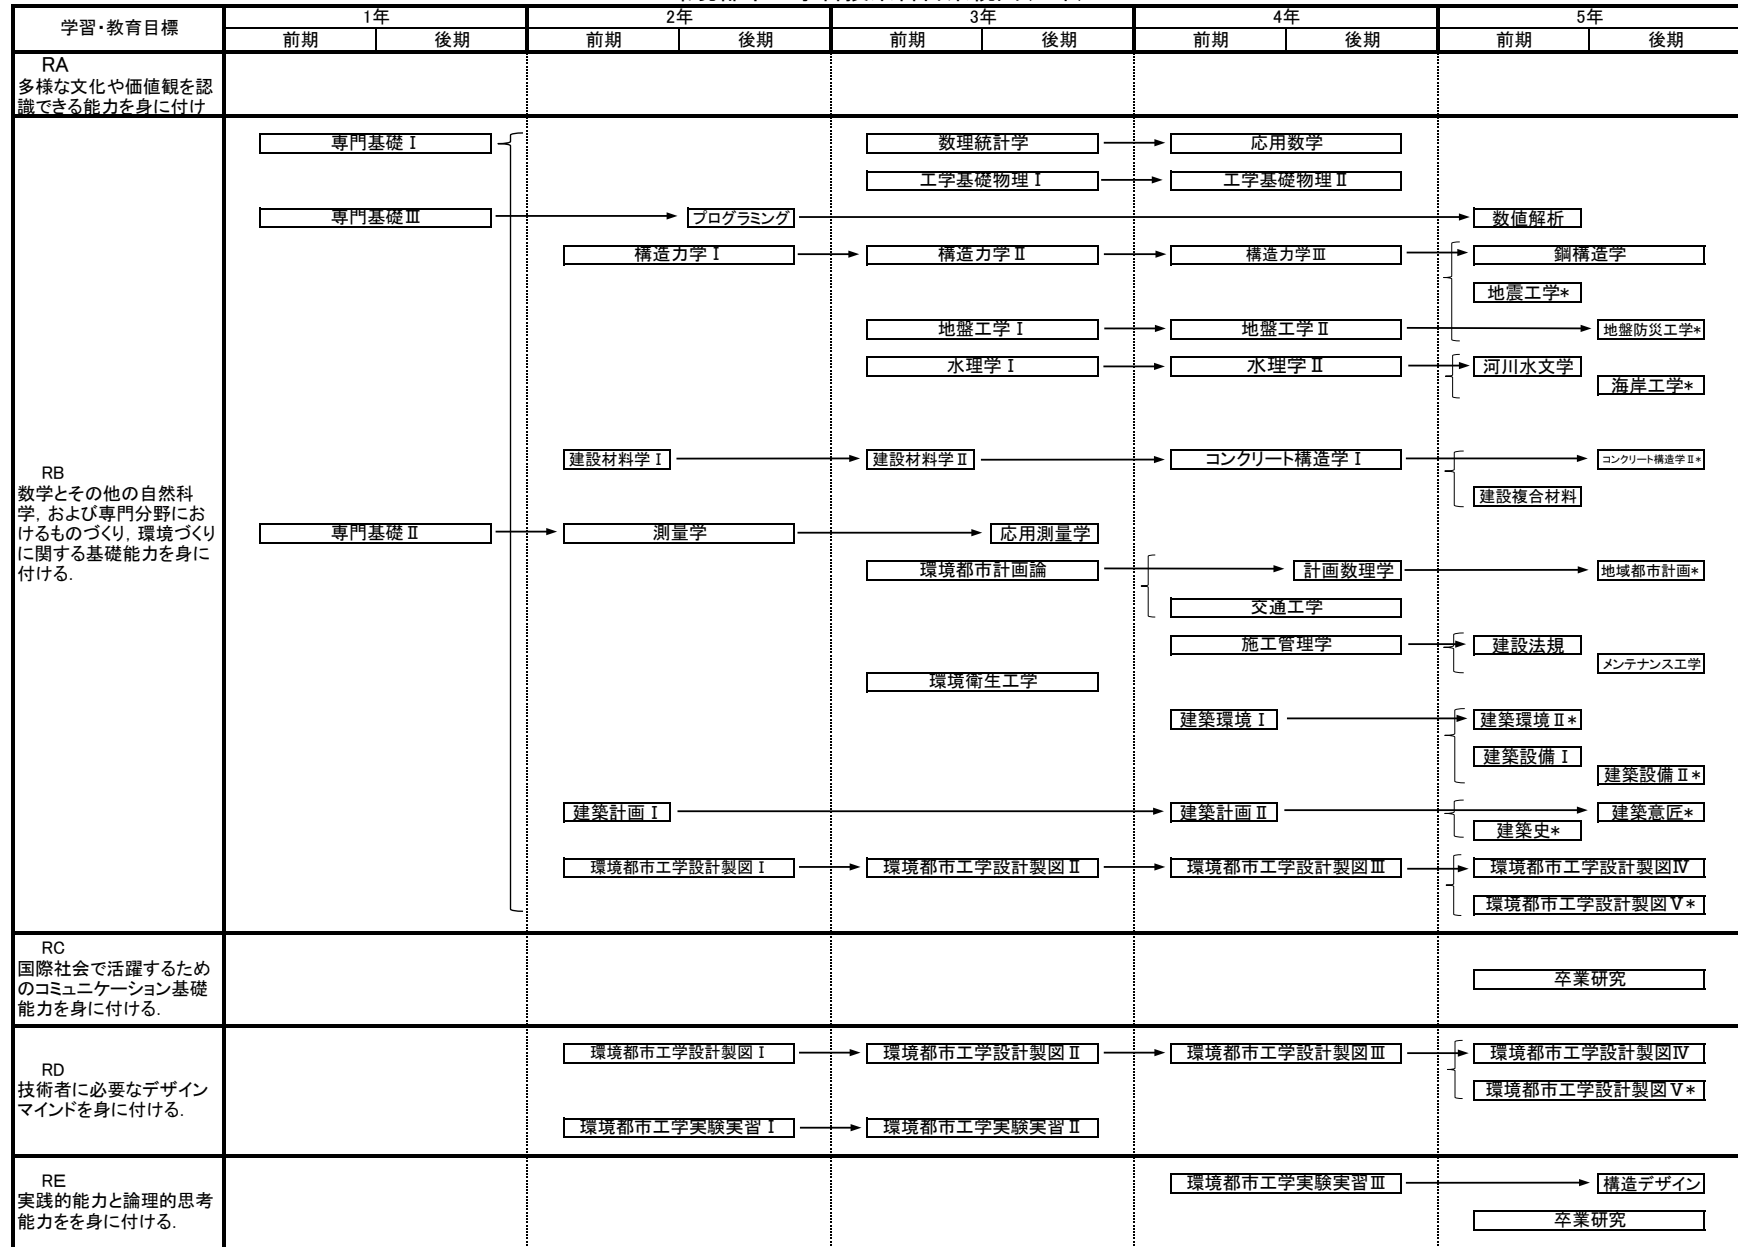 学習・教育目標
1年
2年
3年
4年
5年
前期
後期
前期
後期
前期
後期
前期
後期
前期
後期
RA
多様な文化や価値観を認
識できる能力を身に付け
専門基礎Ⅰ
数理統計学
応用数学
工学基礎物理Ⅰ
工学基礎物理Ⅱ
専門基礎Ⅲ
プログラミング
数値解析
構造力学Ⅰ
構造力学Ⅱ
構造力学Ⅲ
鋼構造学
地震工学*
地盤工学Ⅰ
地盤工学Ⅱ
地盤防災工学*
水理学Ⅰ
水理学Ⅱ
河川水文学
海岸工学*
建設材料学Ⅰ
建設材料学Ⅱ
コンクリート構造学Ⅰ
コンクリート構造学Ⅱ*
建設複合材料
RB
数学とその他の自然科
学，および専門分野にお
けるものづくり，環境づくり
に関する基礎能力を身に
付ける．
専門基礎Ⅱ
測量学
応用測量学
環境都市計画論
計画数理学
地域都市計画*
交通工学
施工管理学
建設法規
メンテナンス工学
環境衛生工学
建築環境Ⅰ
建築環境Ⅱ*
建築設備Ⅰ
建築設備Ⅱ*
建築計画Ⅰ
建築計画Ⅱ
建築意匠*
建築史*
環境都市工学設計製図Ⅰ
環境都市工学設計製図Ⅱ
環境都市工学設計製図Ⅲ
環境都市工学設計製図Ⅳ
環境都市工学設計製図Ⅴ*
RC
国際社会で活躍するため
のコミュニケーション基礎
能力を身に付ける．
卒業研究
RD
技術者に必要なデザイン
マインドを身に付ける．
環境都市工学設計製図Ⅰ
環境都市工学設計製図Ⅱ
環境都市工学設計製図Ⅲ
環境都市工学設計製図Ⅳ
環境都市工学設計製図Ⅴ*
環境都市工学実験実習Ⅰ
環境都市工学実験実習Ⅱ
RE
実践的能力と論理的思考
能力をを身に付ける．
環境都市工学実験実習Ⅲ
構造デザイン
卒業研究